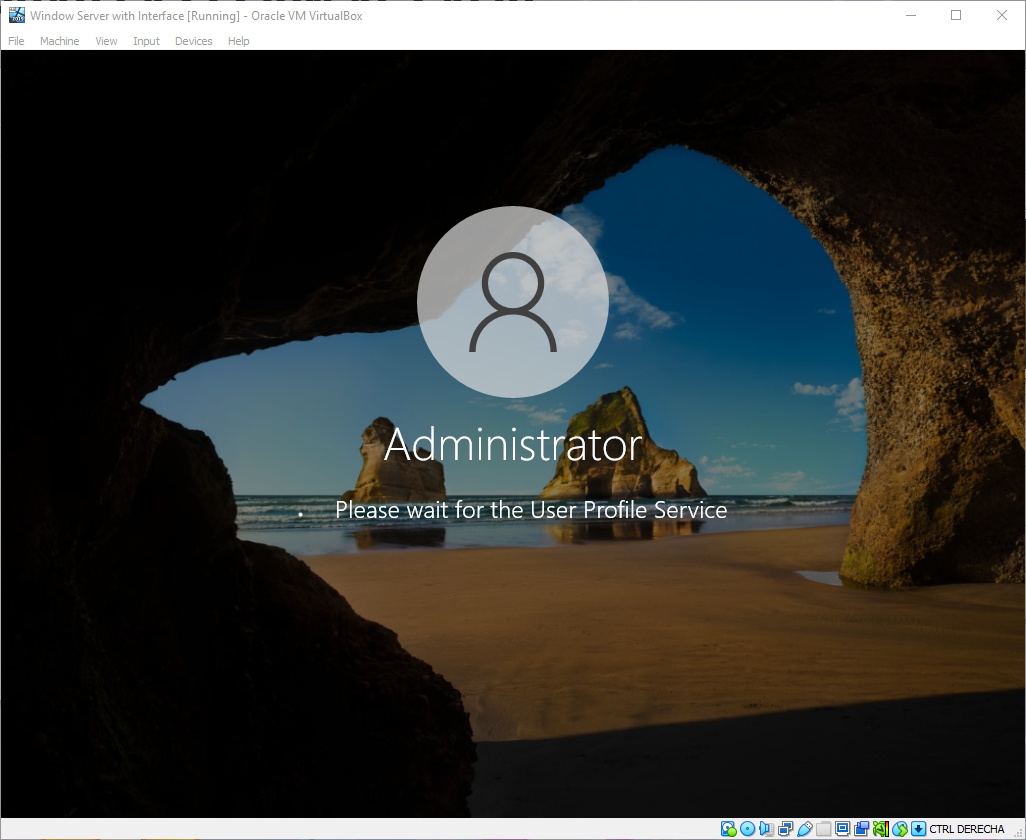 Window Server with Interface [Running] - Oracle VM VirtualBox
File Machine View Input Devices Help
Administrator
Please wait for the User Profile Service
CTRL DERECHA